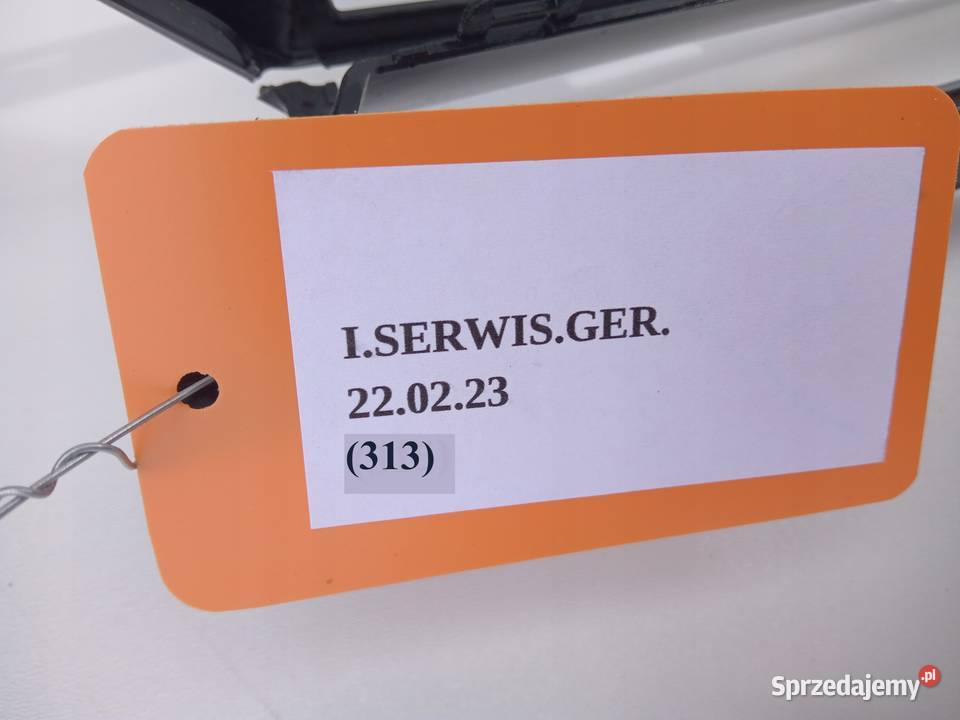 I.SERWIS.GER.
22.02.23
(313)
Sprzedajemy.pl